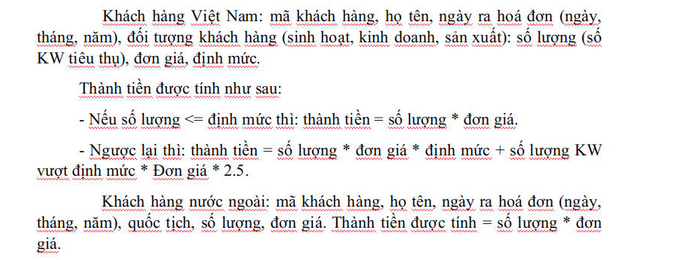 Khách hàng Việt Nam: mã khách hàng, họ tên, ngày ra hoá đơn (ngày,
tháng, năm), đối tượng khách hàng (sinh hoạt, kinh doanh, sản xuất): số lượng (số
KW tiêu thụ), đơn giá, định mức.
Thành tiền được tính như sau:
- Nếu số lượng <= định mức thì: thành tiền = số lượng * đơn giá.
- Ngược lại thì: thành tiền = số lượng * đơn giá * định mức + số lượng KW
vượt định mức * Đơn giá * 2.5.
Khách hàng nước ngoài: mã khách hàng, họ tên, ngày ra hoá đơn (ngày,
tháng, năm), quốc tịch, số lượng, đơn giá. Thành tiền được tính = số lượng * đơn
giá.